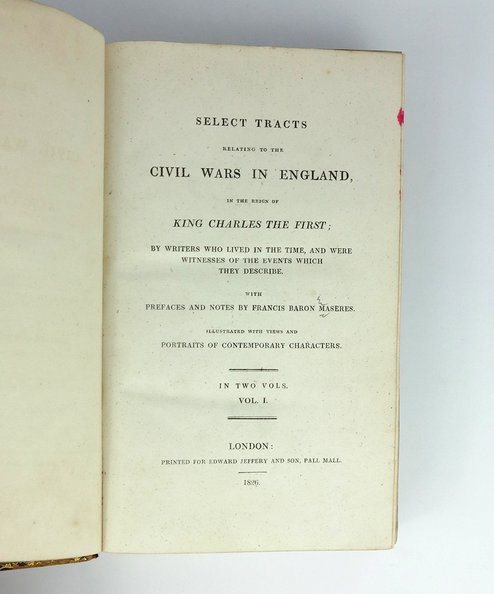 SELECT TRACTS
RELATING TO THE
CIVIL WARS IN ENGLAND,
IN THE REIGN OF
KING CHARLES THE FIRST;
BY WRITERS WHO LIVED IN THE TIME, AND WERE
WITNESSES OF THE EVENTS WHICH
THEY DESCRIBE.
WITH
PREFACES AND NOTES BY FRANCIS BARON MASERES.
ILLUSTRATED WITH VIEWS AND
PORTRAITS OF CONTEMPORARY CHARACTERS.
IN TWO VOLS.
VOL. I.
LONDON:
PRINTED FOR EDWARD JEFFERY AND SON, PALL MALL.
1826.